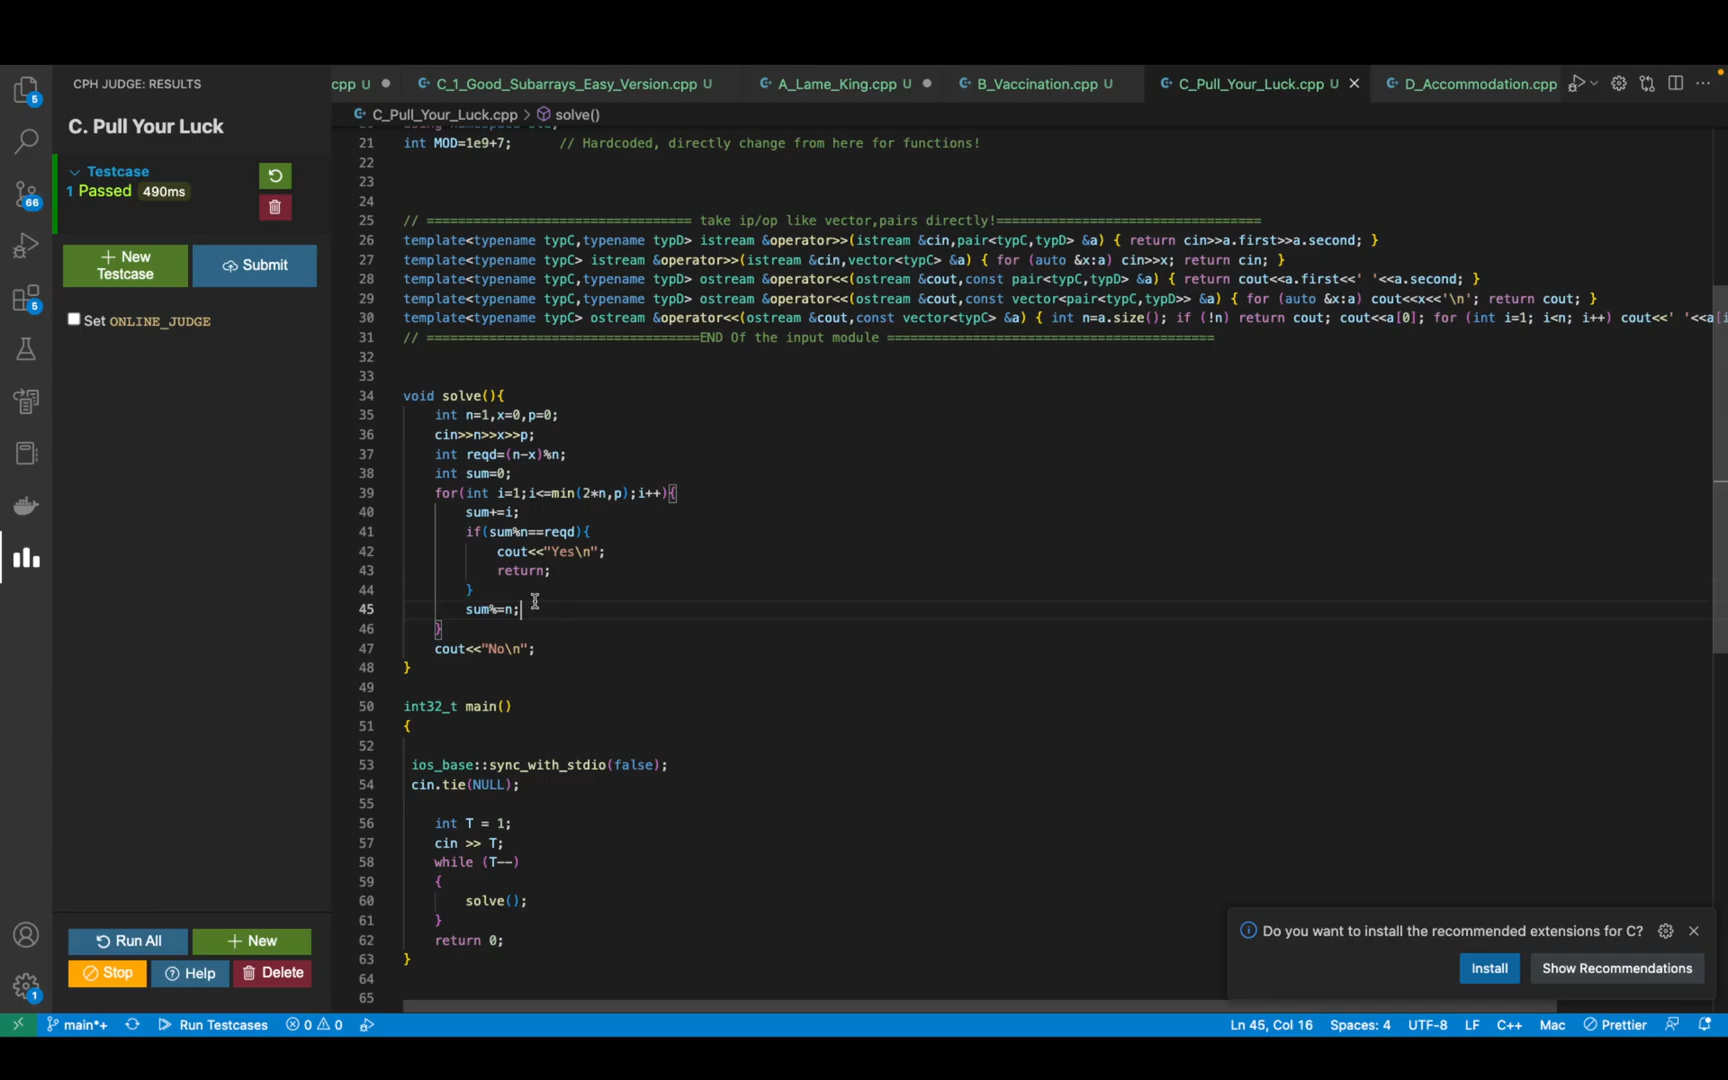 CPH JUDGE: RESULTS
cpp U
C_1_Good_Subarrays_Easy_Version.cpp U
A_Lame_King.cpp U
B_Vaccination.cpp U
C_Pull_Your_Luck.cpp U
D_Accommodation.cpp
C_Pull_Your_Luck.cpp > solve()
5
66
5
1
C. Pull Your Luck
Testcase
1 Passed 490ms
+ New Testcase
Submit
Set ONLINE_JUDGE
Run All
+ New
Stop
Help
Delete
21 int MOD=1e9+7; // Hardcoded, directly change from here for functions!
22
23
24
25 // ================================== take ip/op like vector,pairs directly!==================================
26 template<typename typC,typename typD> istream &operator>>(istream &cin,pair<typC,typD> &a) { return cin>>a.first>>a.second; }
27 template<typename typC> istream &operator>>(istream &cin,vector<typC> &a) { for (auto &x:a) cin>>x; return cin; }
28 template<typename typC,typename typD> ostream &operator<<(ostream &cout,const pair<typC,typD> &a) { return cout<<a.first<<' '<<a.second; }
29 template<typename typC,typename typD> ostream &operator<<(ostream &cout,const vector<pair<typC,typD>> &a) { for (auto &x:a) cout<<x<<'\n'; return cout; }
30 template<typename typC> ostream &operator<<(ostream &cout,const vector<typC> &a) { int n=a.size(); if (!n) return cout; cout<<a[0]; for (int i=1; i<n; i++) cout<<' '<<a[i
31 // ===================================END Of the input module ==========================================
32
33
34 void solve(){
35 int n=1,x=0,p=0;
36 cin>>n>>x>>p;
37 int reqd=(n-x)%n;
38 int sum=0;
39 for(int i=1;i<=min(2*n,p);i++){
40 sum+=i;
41 if(sum%n==reqd){
42 cout<<"Yes\n";
43 return;
44 }
45 sum%=n;
46 }
47 cout<<"No\n";
48 }
49
50 int32_t main()
51 {
52
53 ios_base::sync_with_stdio(false);
54 cin.tie(NULL);
55
56 int T = 1;
57 cin >> T;
58 while (T--)
59 {
60 solve();
61 }
62 return 0;
63 }
64
65
Do you want to install the recommended extensions for C?
Install
Show Recommendations
main*+
Run Testcases
0
0
Ln 45, Col 16
Spaces: 4
UTF-8
LF
C++
Mac
Prettier